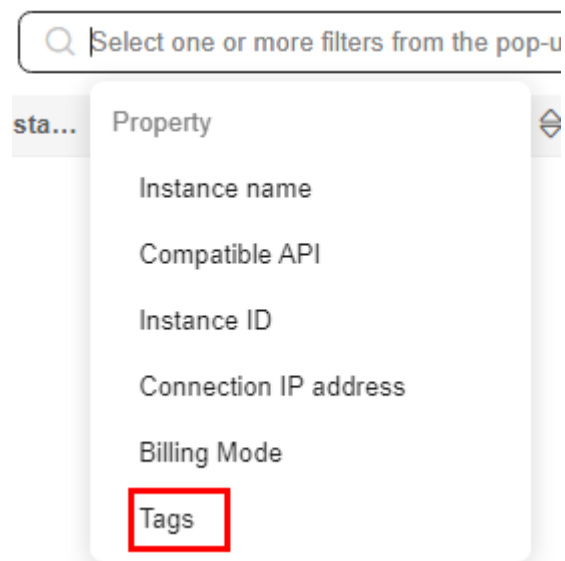 Select one or more filters from the pop-u
sta... Property
Instance name
Compatible API
Instance ID
Connection IP address
Billing Mode
Tags